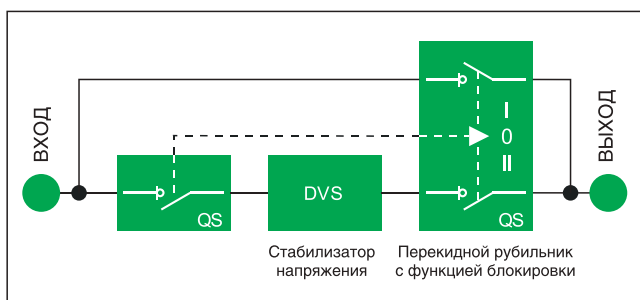 ВХОД
QS
DVS
I
0
II
QS
ВЫХОД
Стабилизатор
напряжения
Перекидной рубильник
с функцией блокировки